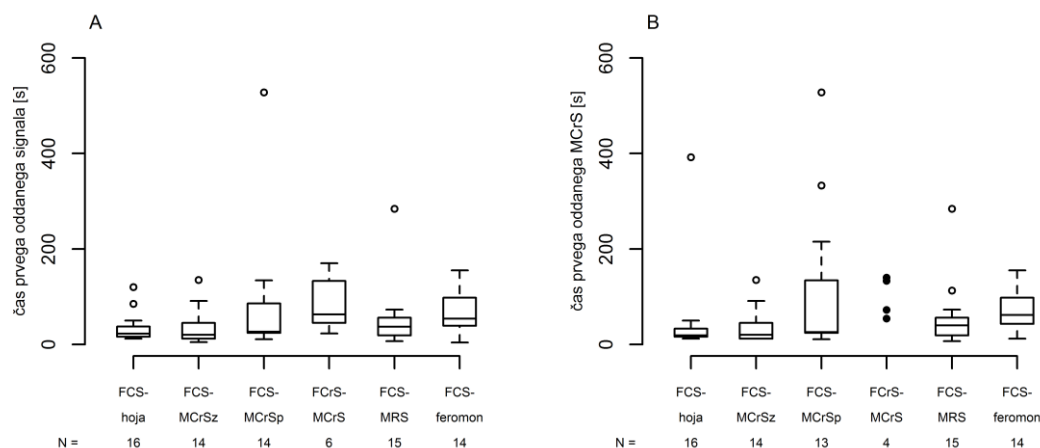 A
čas prvega oddanega signala [s]
600
400
200
0
FCS- FCS- FCS- FCrS- FCS- FCS-
hoja MCrSz MCrSp MCrS MRS feromon
N = 16 14 14 6 15 14
B
čas prvega oddanega MCrS [s]
600
400
200
0
FCS- FCS- FCS- FCrS- FCS- FCS-
hoja MCrSz MCrSp MCrS MRS feromon
N = 16 14 13 4 15 14